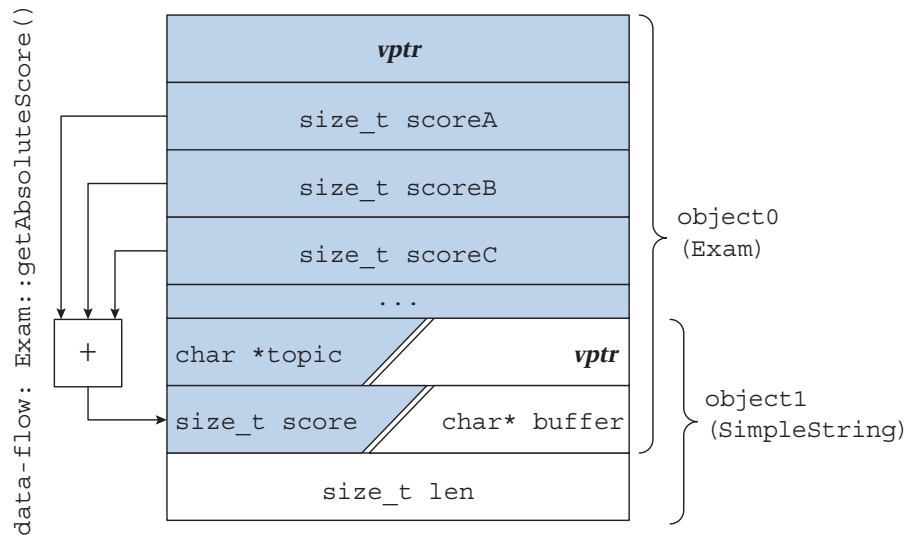 data-flow: Exam::getAbsoluteScore()
vptr
size_t scoreA
size_t scoreB
size_t scoreC
...
+
char *topic
vptr
size_t score
char* buffer
size_t len
object0
(Exam)
object1
(SimpleString)